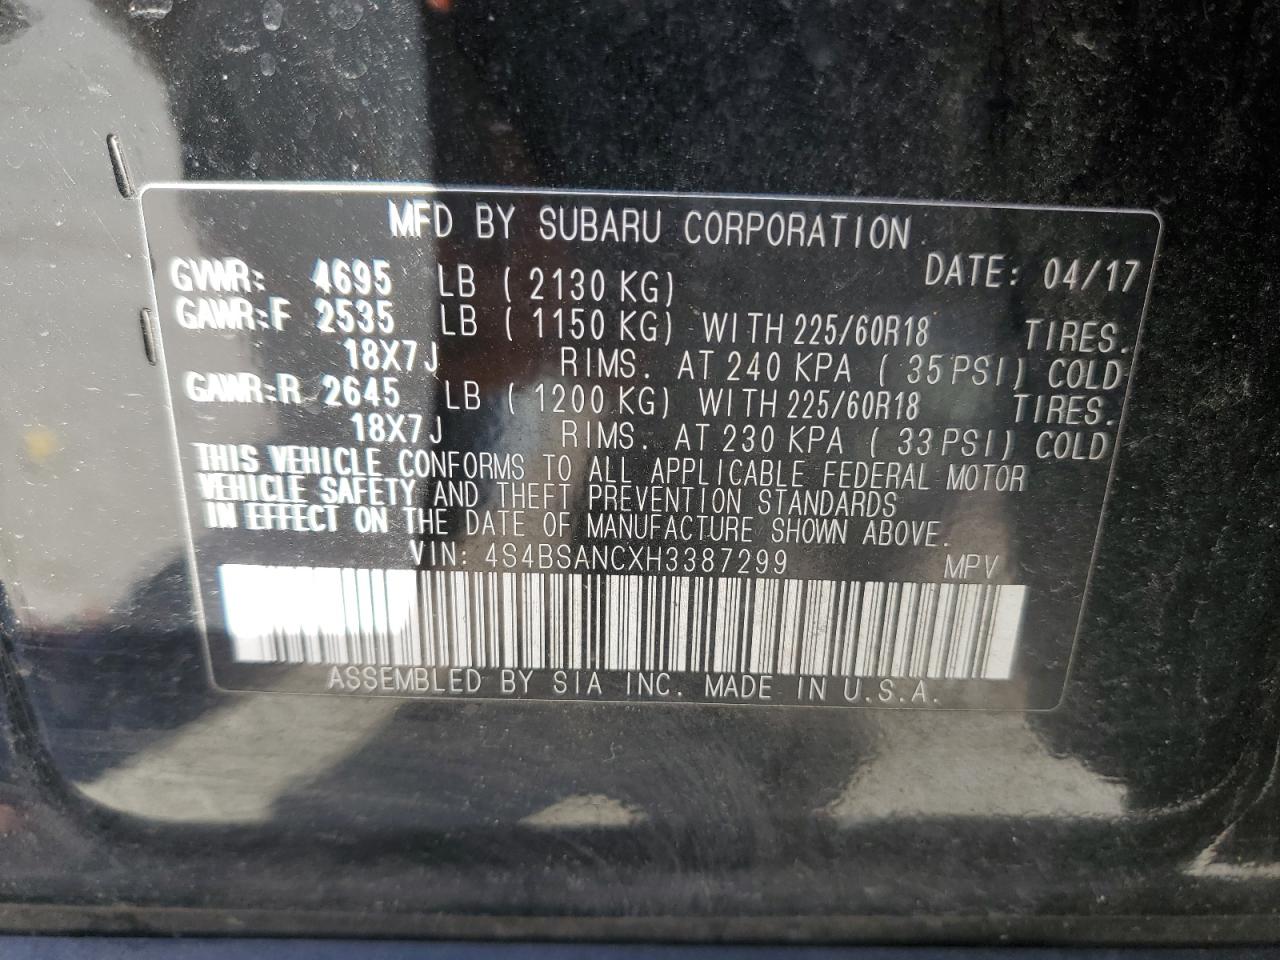 MFD BY SUBARU CORPORATION
DATE: 04/17
GVWR: 4695 LB ( 2130 KG)
GAWR:F 2535 LB ( 1150 KG) WITH 225/60R18 TIRES.
18X7J RIMS. AT 240 KPA ( 35 PSI) COLD
GAWR:R 2645 LB ( 1200 KG) WITH 225/60R18 TIRES.
18X7J RIMS. AT 230 KPA ( 33 PSI) COLD
THIS VEHICLE CONFORMS TO ALL APPLICABLE FEDERAL MOTOR
VEHICLE SAFETY AND THEFT PREVENTION STANDARDS
IN EFFECT ON THE DATE OF MANUFACTURE SHOWN ABOVE.
VIN: 4S4BSANCXH3387299 MPV
ASSEMBLED BY SIA INC. MADE IN U.S.A.